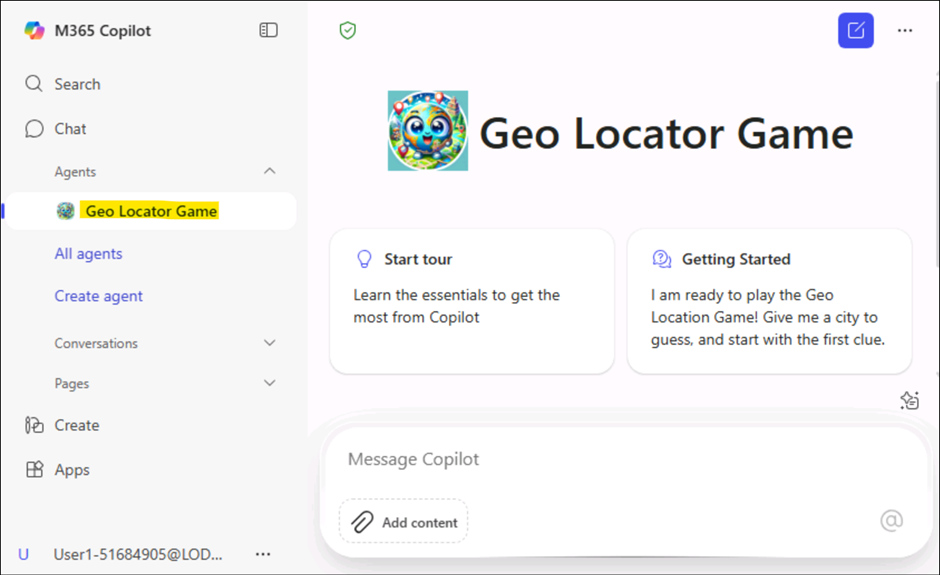 M365 Copilot
Search
Chat
Agents
Geo Locator Game
All agents
Create agent
Conversations
Pages
Create
Apps
U User1-51684905@LOD...
Geo Locator Game
Start tour
Learn the essentials to get the
most from Copilot
Getting Started
I am ready to play the Geo
Location Game! Give me a city to
guess, and start with the first clue.
Message Copilot
Add content